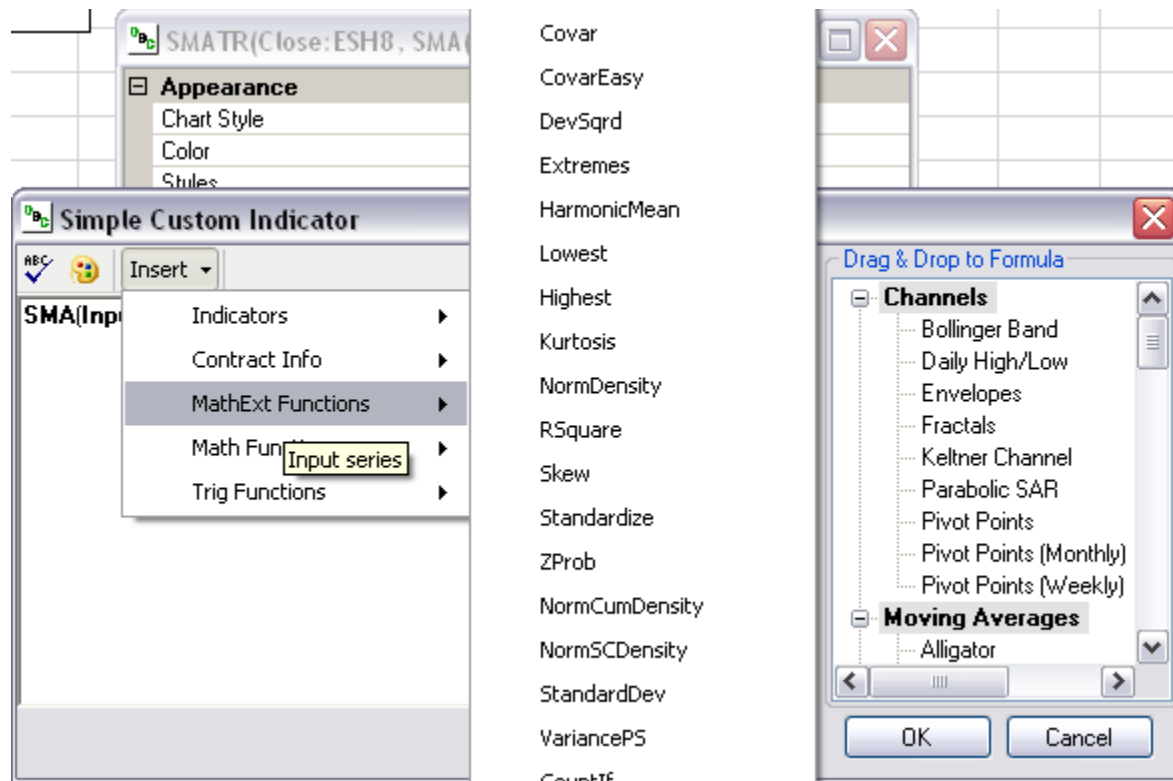 SMATR(Close:ESH8, SMA(
Appearance
Chart Style
Color
Styles
Simple Custom Indicator
ABC
Insert
SMA(Inpu
Indicators
Contract Info
MathExt Functions
Math Fun
Input series
Trig Functions
Covar
CovarEasy
DevSqrd
Extremes
HarmonicMean
Lowest
Highest
Kurtosis
NormDensity
RSquare
Skew
Standardize
ZProb
NormCumDensity
NormSCDensity
StandardDev
VariancePS
CountIf
Drag & Drop to Formula
Channels
Bollinger Band
Daily High/Low
Envelopes
Fractals
Keltner Channel
Parabolic SAR
Pivot Points
Pivot Points (Monthly)
Pivot Points (Weekly)
Moving Averages
Alligator
OK
Cancel